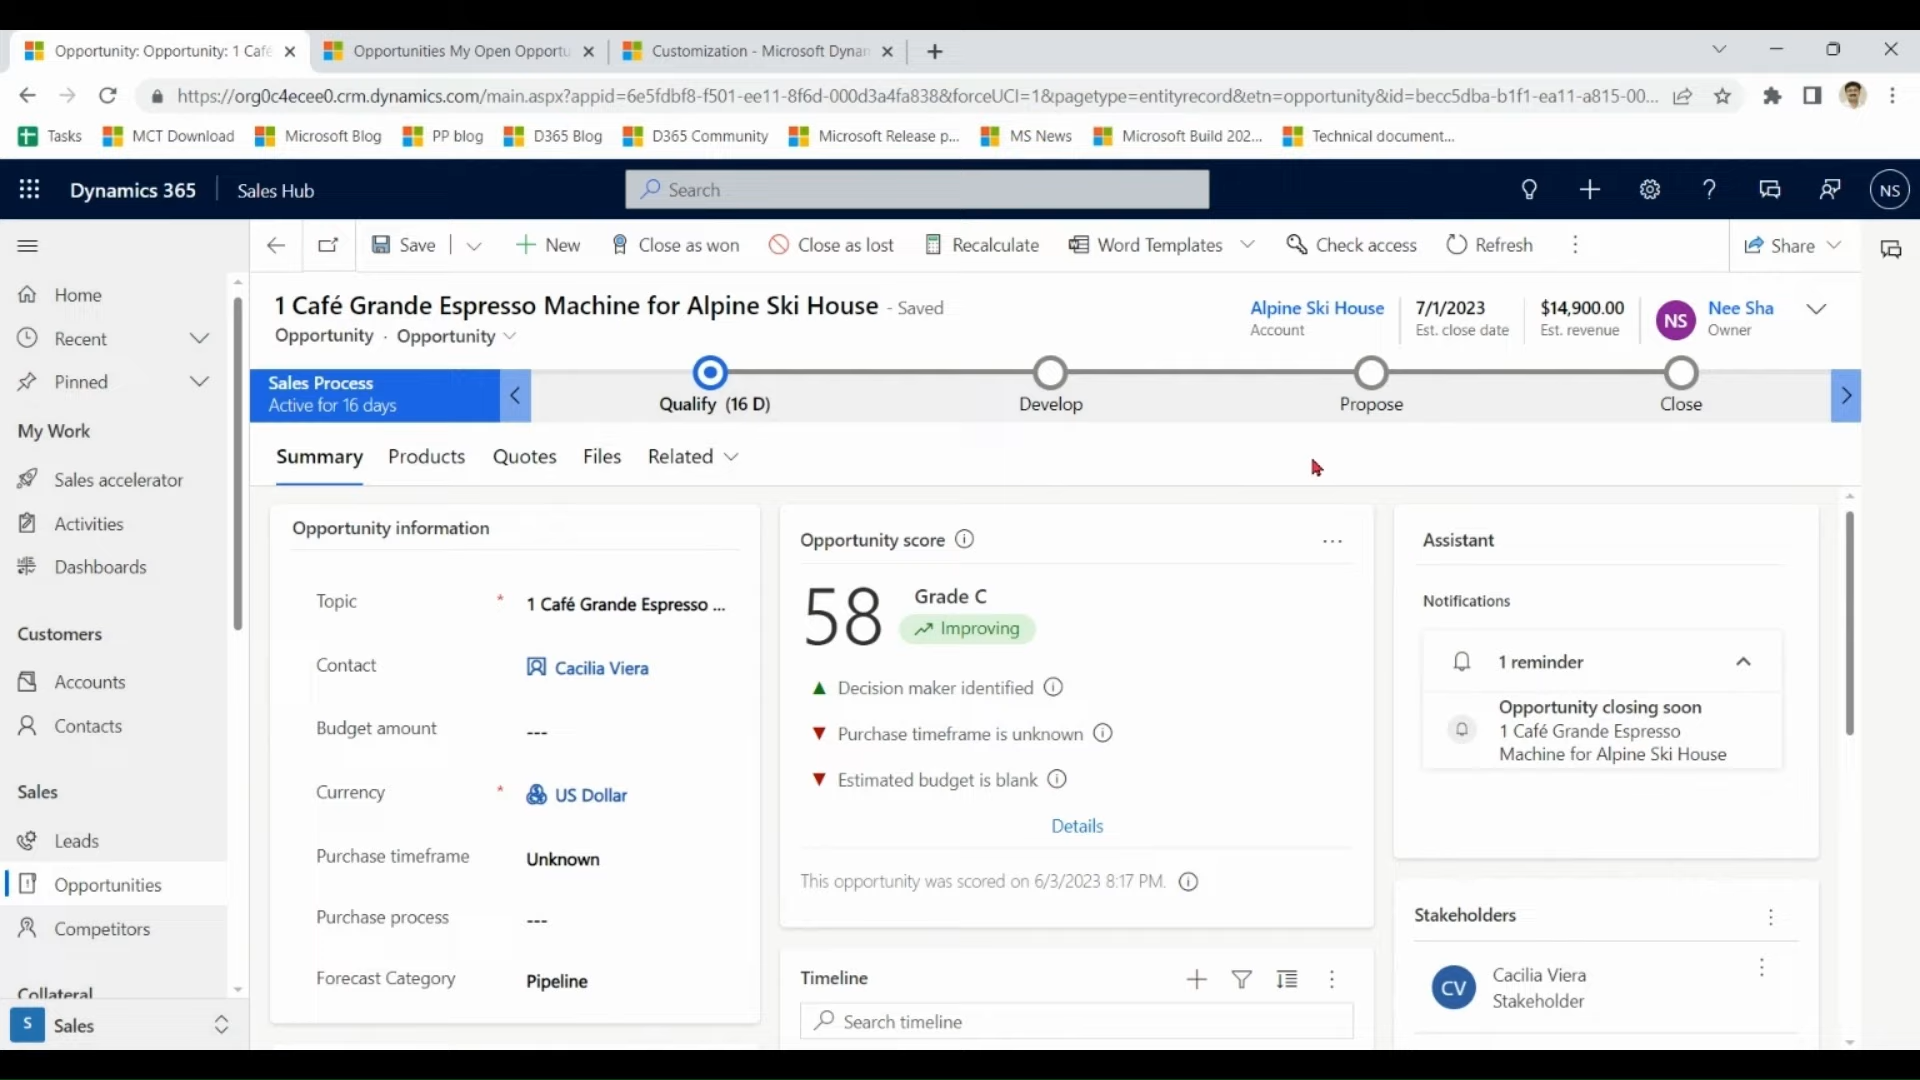 Opportunity: Opportunity: 1 Café
Opportunities My Open Opportu
Customization - Microsoft Dynan
https://org0c4ecee0.crm.dynamics.com/main.aspx?appid=6e5fdbf8-f501-ee11-8f6d-000d3a4fa838&forceUCI=1&pagetype=entityrecord&etn=opportunity&id=becc5dba-b1f1-ea11-a815-00...
Tasks MCT Download Microsoft Blog PP blog D365 Blog D365 Community Microsoft Release p... MS News Microsoft Build 202... Technical document...
Dynamics 365 Sales Hub Search NS
Save New Close as won Close as lost Recalculate Word Templates Check access Refresh Share
Home
Recent
Pinned
My Work
Sales accelerator
Activities
Dashboards
Customers
Accounts
Contacts
Sales
Leads
Opportunities
Competitors
Collateral
S Sales
1 Café Grande Espresso Machine for Alpine Ski House - Saved
Opportunity · Opportunity
Alpine Ski House
Account
7/1/2023
Est. close date
$14,900.00
Est. revenue
NS
Nee Sha
Owner
Sales Process
Active for 16 days
Qualify (16 D)
Develop
Propose
Close
Summary Products Quotes Files Related
Opportunity information
Topic * 1 Café Grande Espresso ...
Contact Cacilia Viera
Budget amount ---
Currency * US Dollar
Purchase timeframe Unknown
Purchase process ---
Forecast Category Pipeline
Opportunity score
58
Grade C
Improving
Decision maker identified
Purchase timeframe is unknown
Estimated budget is blank
Details
This opportunity was scored on 6/3/2023 8:17 PM.
Timeline
Search timeline
Assistant
Notifications
1 reminder
Opportunity closing soon
1 Café Grande Espresso
Machine for Alpine Ski House
Stakeholders
CV
Cacilia Viera
Stakeholder